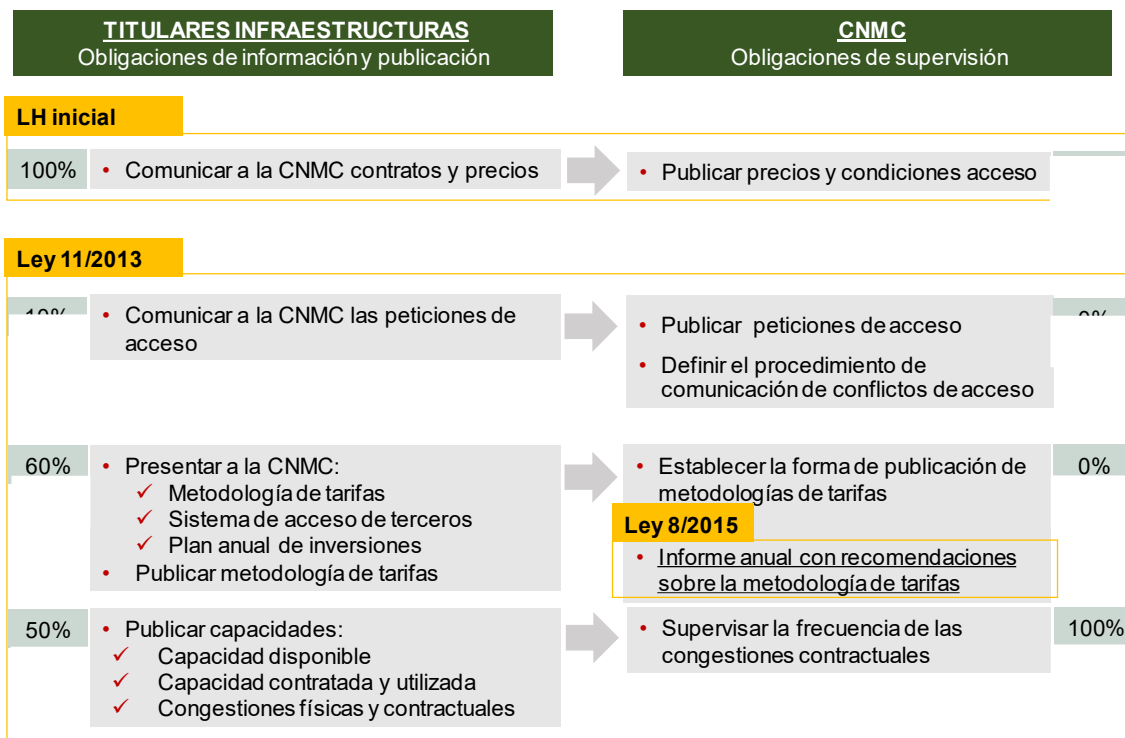 TITULARES INFRAESTRUCTURAS
Obligaciones de información y publicación
CNMC
Obligaciones de supervisión
LH inicial
100%
• Comunicar a la CNMC contratos y precios
• Publicar precios y condiciones acceso
Ley 11/2013
• Comunicar a la CNMC las peticiones de
acceso
• Publicar peticiones de acceso
• Definir el procedimiento de
comunicación de conflictos de acceso
60%
• Presentar a la CNMC:
✓ Metodología de tarifas
✓ Sistema de acceso de terceros
✓ Plan anual de inversiones
• Publicar metodología de tarifas
• Establecer la forma de publicación de
metodologías de tarifas
0%
Ley 8/2015
• Informe anual con recomendaciones
sobre la metodología de tarifas
50%
• Publicar capacidades:
✓ Capacidad disponible
✓ Capacidad contratada y utilizada
✓ Congestiones físicas y contractuales
• Supervisar la frecuencia de las
congestiones contractuales
100%